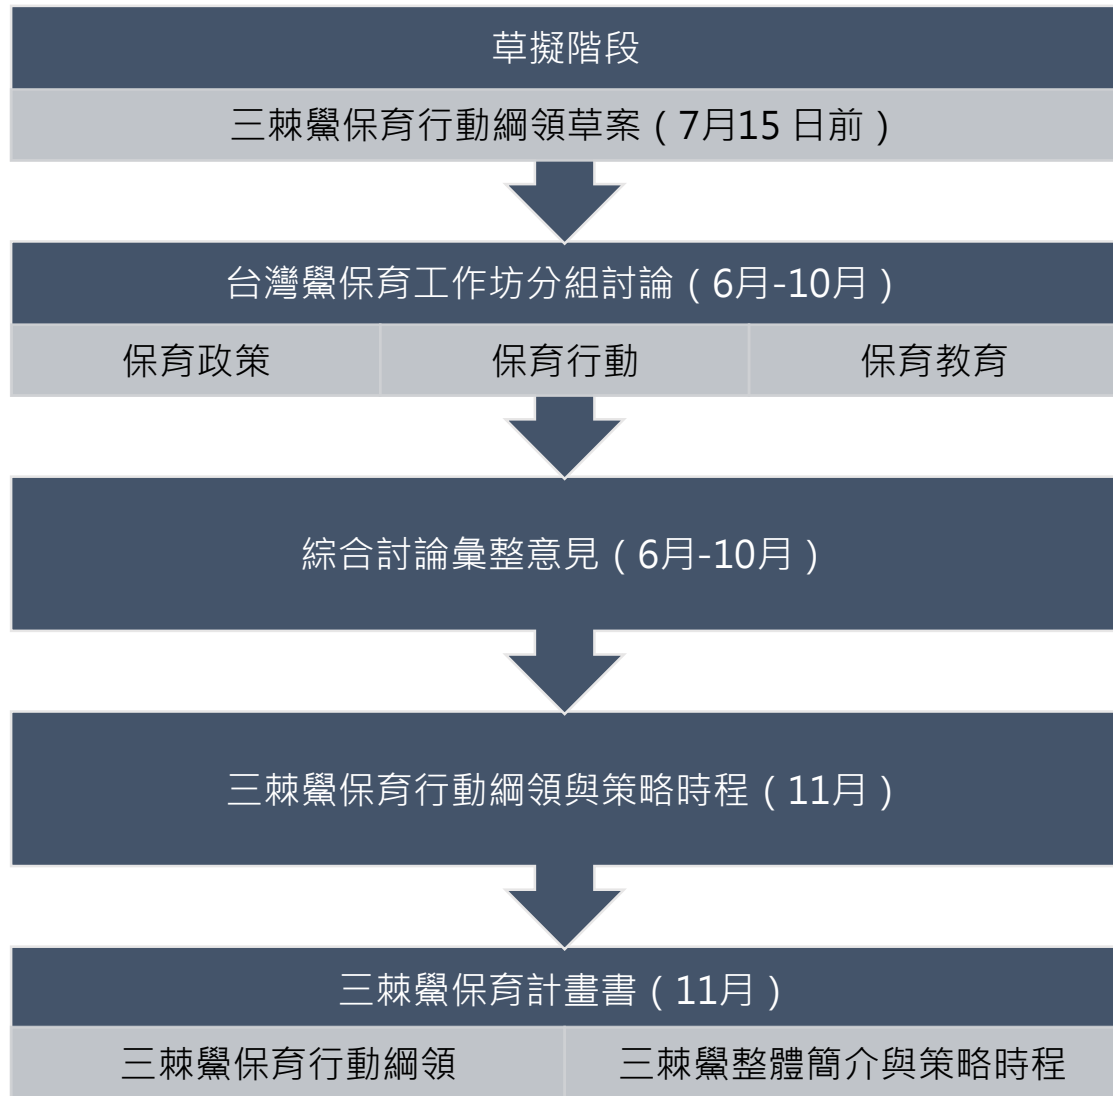 草擬階段
三棘鱟保育行動綱領草案（7月15 日前）
台灣鱟保育工作坊分組討論（6月-10月）
保育政策
保育行動
保育教育
綜合討論彙整意見（6月-10月）
三棘鱟保育行動綱領與策略時程（11月）
三棘鱟保育計畫書（11月）
三棘鱟保育行動綱領
三棘鱟整體簡介與策略時程